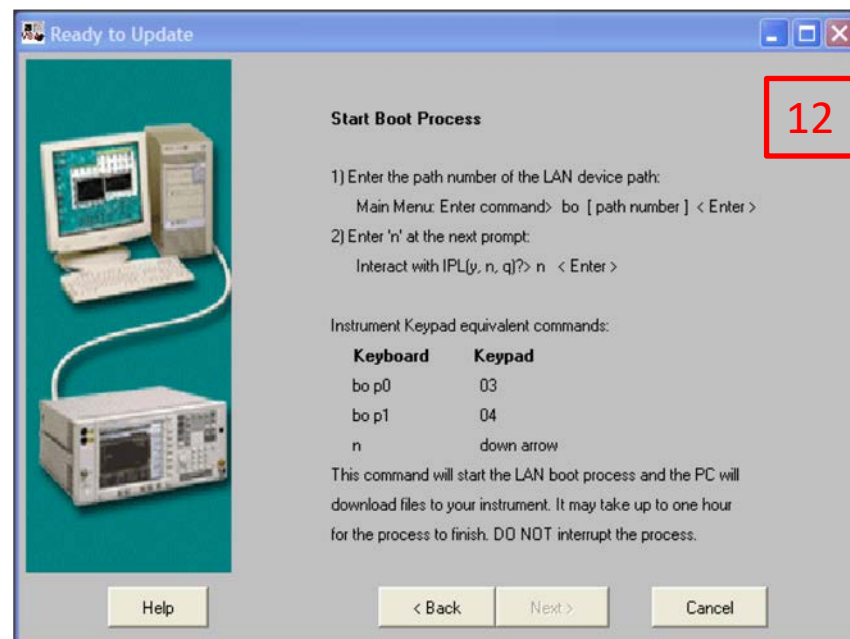 Ready to Update
12
Start Boot Process
1) Enter the path number of the LAN device path:
Main Menu: Enter command> bo [ path number ] < Enter >
2) Enter 'n' at the next prompt:
Interact with IPL(y, n, q)?> n < Enter >
Instrument Keypad equivalent commands:
Keyboard Keypad
bo p0 03
bo p1 04
n down arrow
This command will start the LAN boot process and the PC will
download files to your instrument. It may take up to one hour
for the process to finish. DO NOT interrupt the process.
Help < Back Next > Cancel